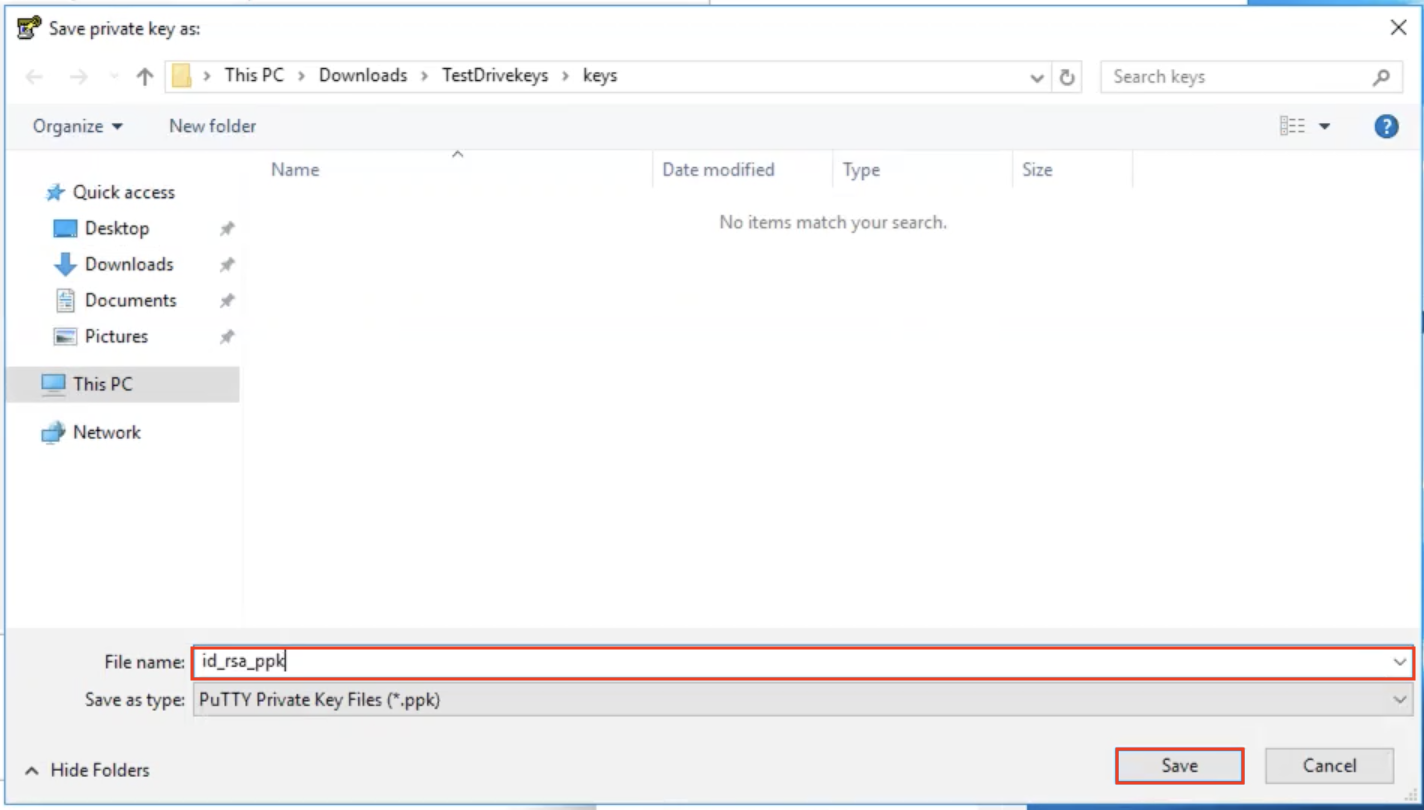 Save private key as:
This PC > Downloads > TestDrivekeys > keys
Search keys
Organize
New folder
?
Name
Date modified
Type
Size
Quick access
Desktop
Downloads
Documents
Pictures
This PC
Network
No items match your search.
File name: id_rsa_ppk
Save as type: PuTTY Private Key Files (*.ppk)
Hide Folders
Save
Cancel